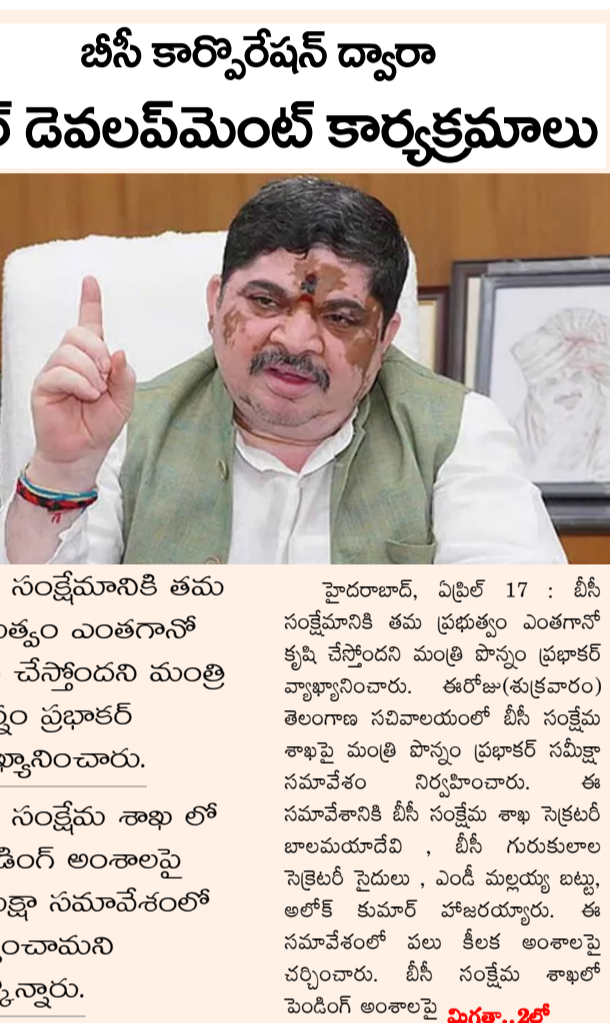 బీసీ కార్పొరేషన్ ద్వారా
డెవలప్‌మెంట్ కార్యక్రమాలు
సంక్షేమానికి తమ
ఎంతగానో
చేస్తోందని మంత్రి
ప్రభాకర్
సంక్షేమ శాఖ లో
అంశాలపై
సమావేశంలో
హైదరాబాద్, ఏప్రిల్ 17 : బీసీ
సంక్షేమానికి తమ ప్రభుత్వం ఎంతగానో
కృషి చేస్తోందని మంత్రి పొన్నం ప్రభాకర్
వ్యాఖ్యానించారు. ఈరోజు(శుక్రవారం)
తెలంగాణ సచివాలయంలో బీసీ సంక్షేమ
శాఖపై మంత్రి పొన్నం ప్రభాకర్ సమీక్షా
సమావేశం నిర్వహించారు. ఈ
సమావేశానికి బీసీ సంక్షేమ శాఖ సెక్రటరీ
బాలమయాదేవి , బీసీ గురుకులాల
సెక్రెటరీ సైదులు , ఎండీ మల్లయ్య బట్టు,
అలోక్ కుమార్ హాజరయ్యారు. ఈ
సమావేశంలో పలు కీలక అంశాలపై
చర్చించారు. బీసీ సంక్షేమ శాఖలో
పెండింగ్ అంశాలపై మిగతా..2లో